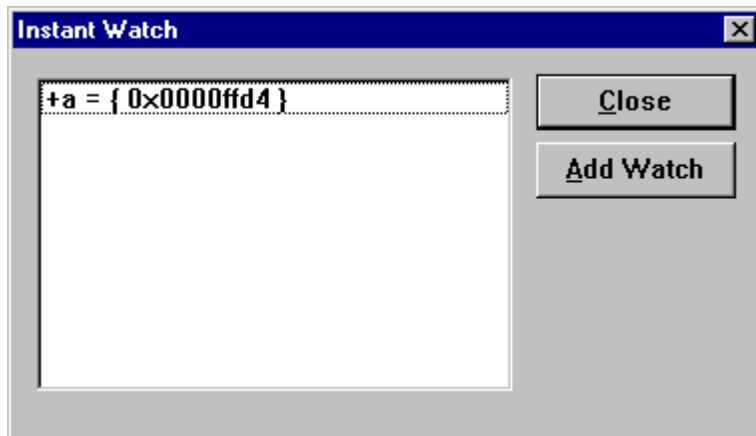 Instant Watch
+a = { 0x0000ffd4 }
Close
Add Watch